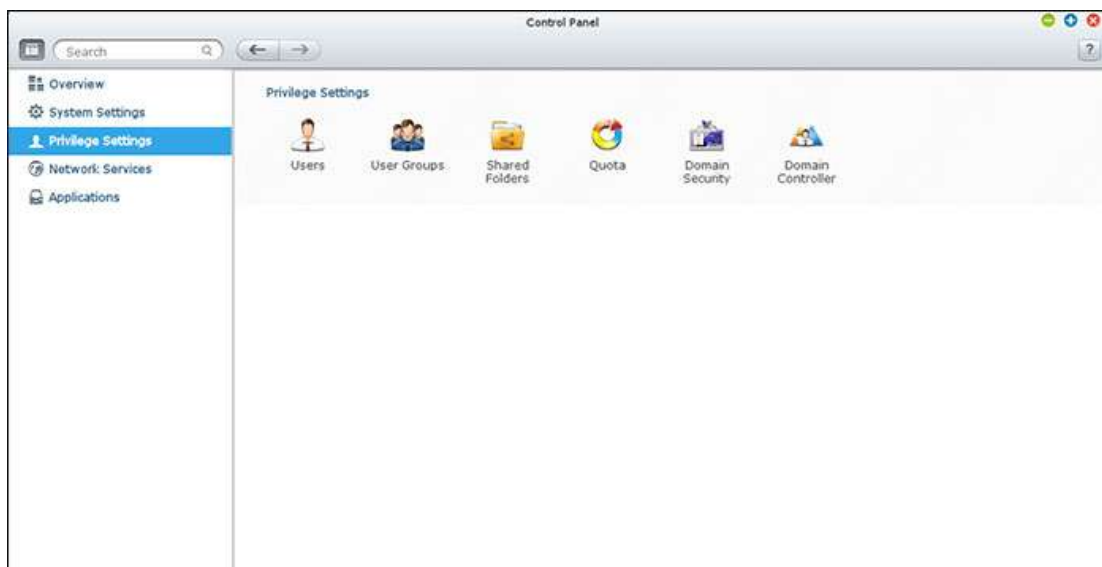 Control Panel
Search
?
Overview
System Settings
Privilege Settings
Network Services
Applications
Privilege Settings
Users
User Groups
Shared
Folders
Quota
Domain
Security
Domain
Controller